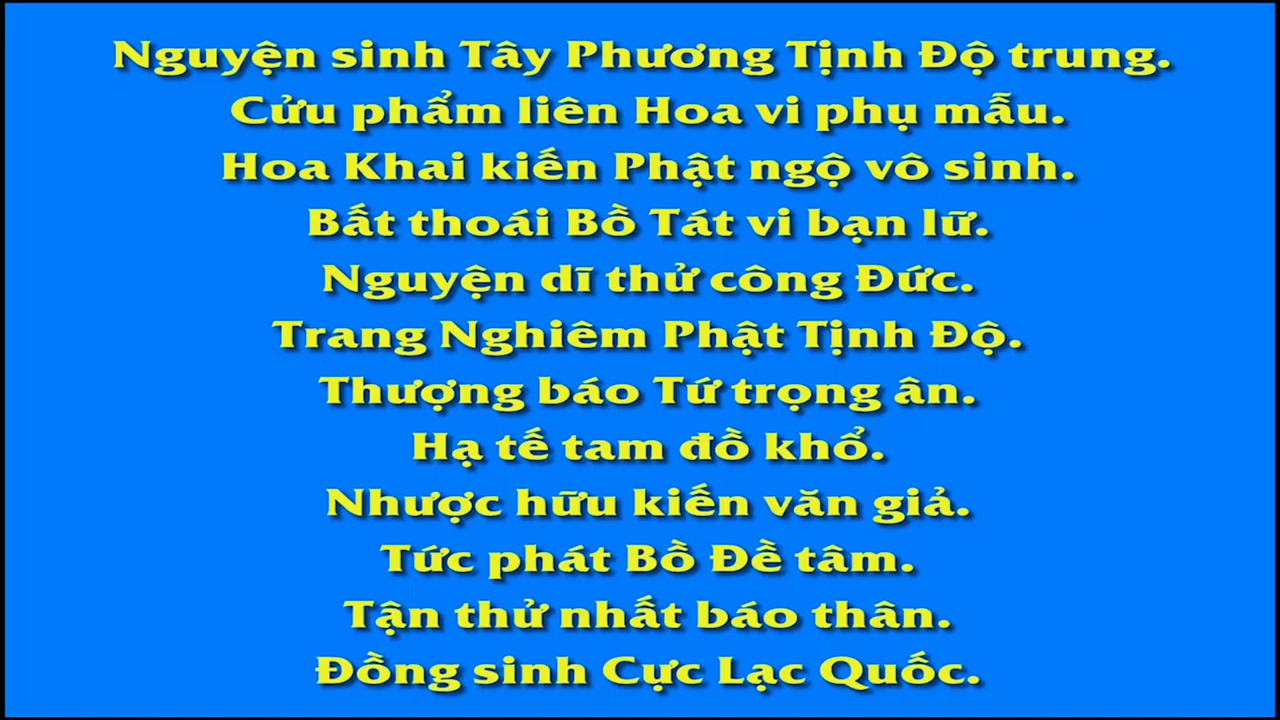 Nguyện sinh Tây Phương Tịnh Độ trung.
Cửu phẩm liên Hoa vi phụ mẫu.
Hoa Khai kiến Phật ngộ vô sinh.
Bất thoái Bồ Tát vi bạn lữ.
Nguyện dĩ thử công Đức.
Trang Nghiêm Phật Tịnh Độ.
Thượng báo Tứ trọng ân.
Hạ tế tam đồ khổ.
Nhược hữu kiến văn giả.
Tức phát Bồ Đề tâm.
Tận thử nhất báo thân.
Đồng sinh Cực Lạc Quốc.